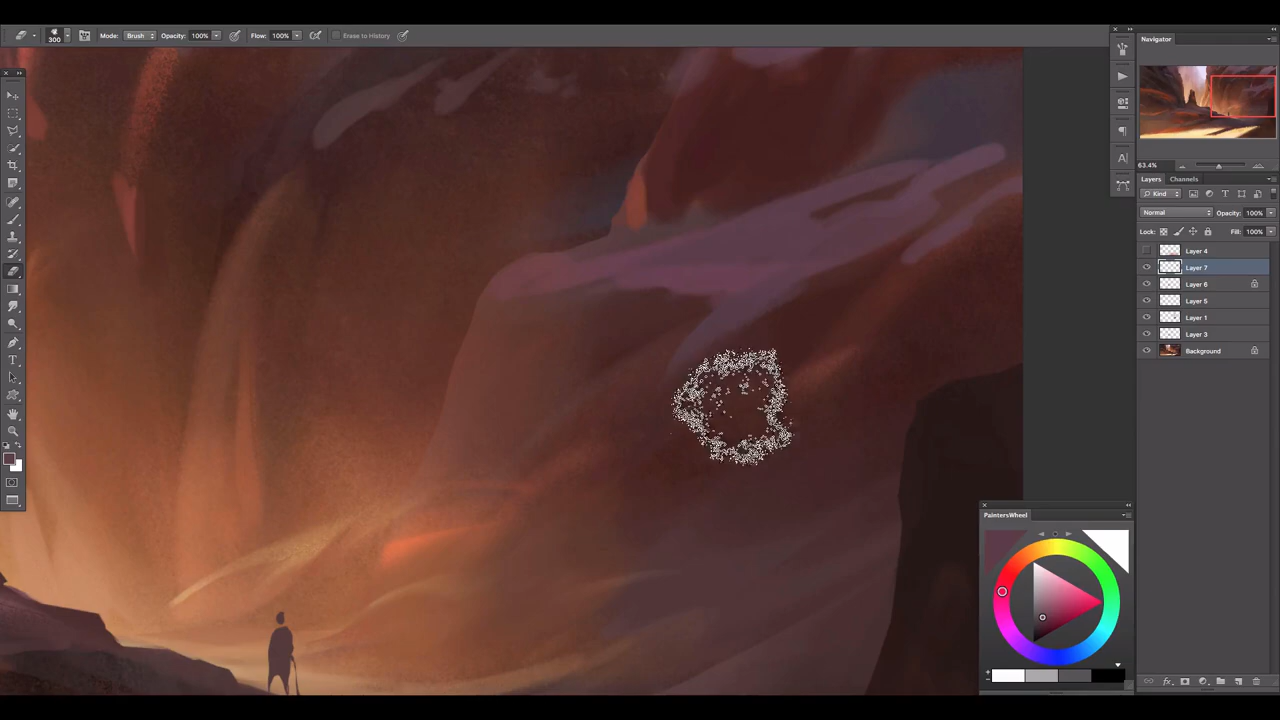 300 Mode: Brush Opacity: 100% Flow: 100% Erase to History
Navigator
63.4%
Layers Channels
Kind
Normal Opacity: 100%
Lock: Fill: 100%
Layer 4
Layer 7
Layer 6
Layer 5
Layer 1
Layer 3
Background
PaintersWheel